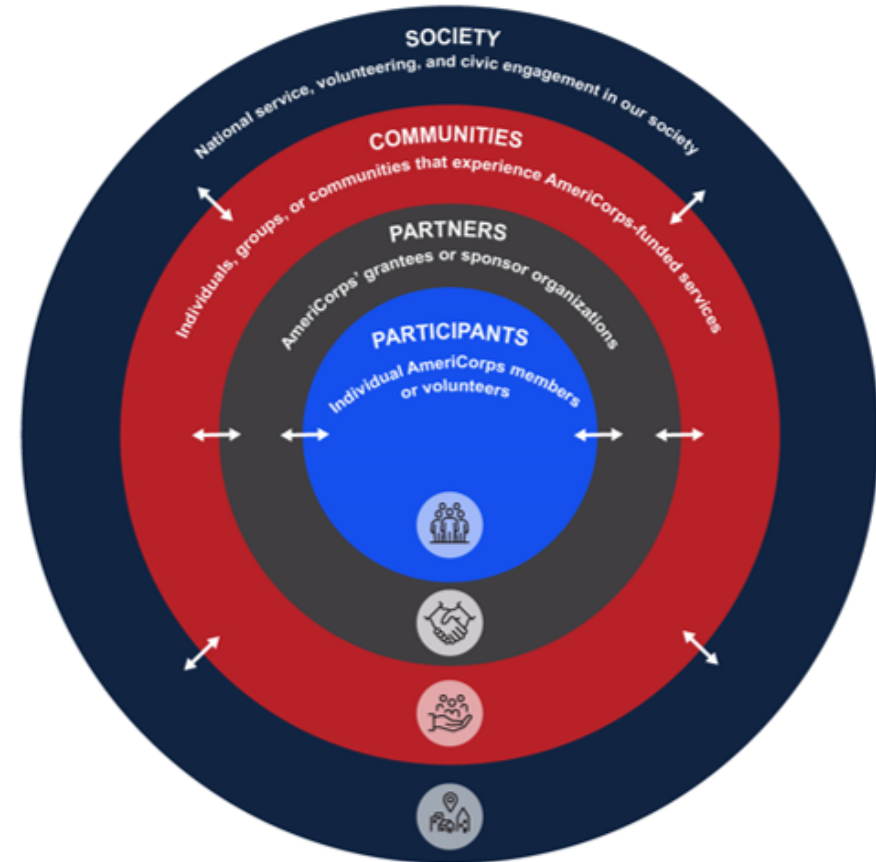 SOCIETY
National service, volunteering, and civic engagement in our society
COMMUNITIES
Individuals, groups, or communities that experience AmeriCorps-funded services
PARTNERS
AmeriCorps' grantees or sponsor organizations
PARTICIPANTS
Individual AmeriCorps members
or volunteers